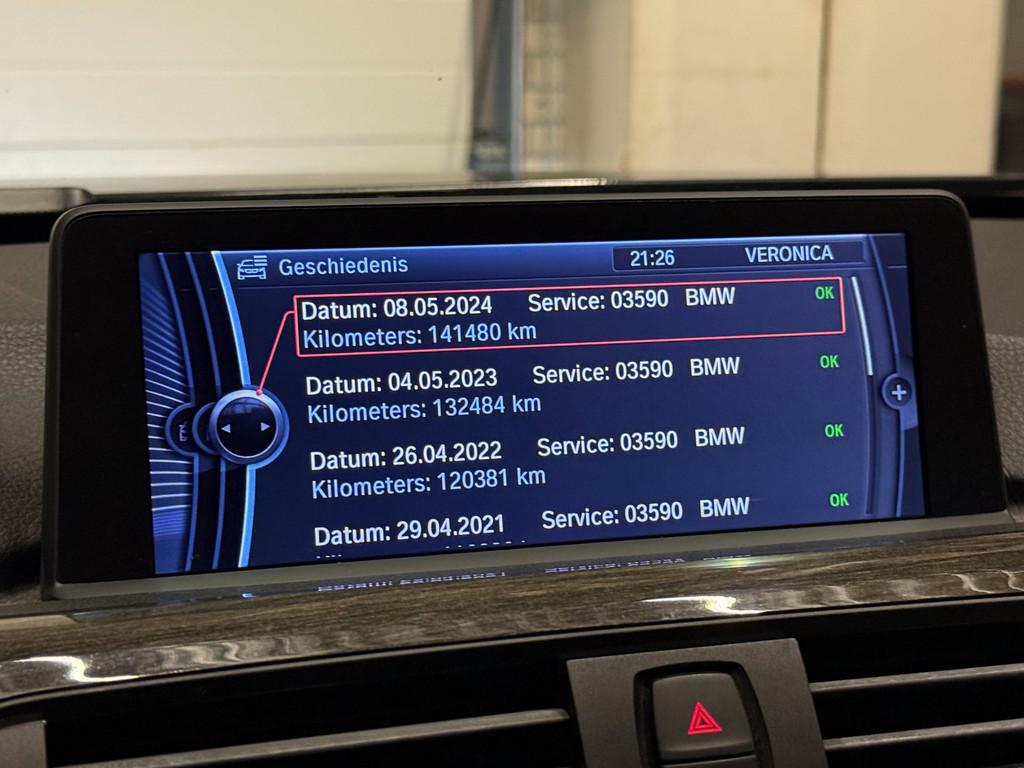 Geschiedenis 21:26 VERONICA
Datum: 08.05.2024 Service: 03590 BMW OK
Kilometers: 141480 km
Datum: 04.05.2023 Service: 03590 BMW OK
Kilometers: 132484 km
Datum: 26.04.2022 Service: 03590 BMW OK
Kilometers: 120381 km
Datum: 29.04.2021 Service: 03590 BMW OK